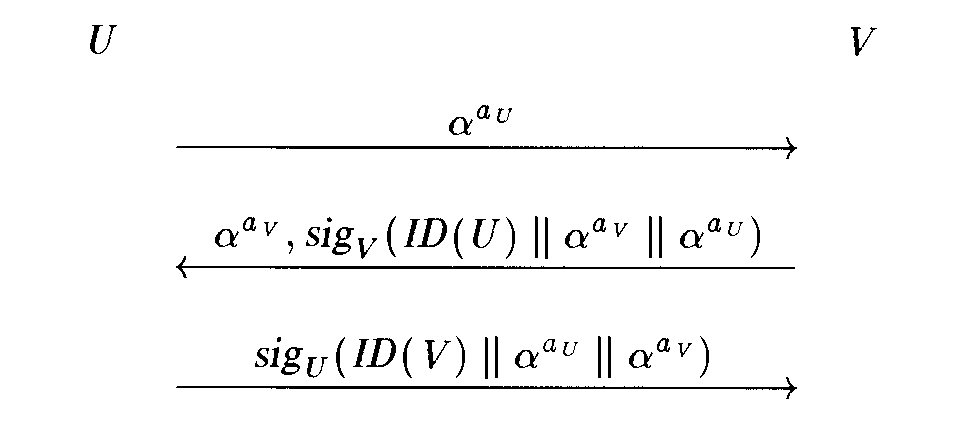 U V
α^{a_U}
α^{a_V}, sig_V(ID(U) || α^{a_V} || α^{a_U})
sig_U(ID(V) || α^{a_U} || α^{a_V})